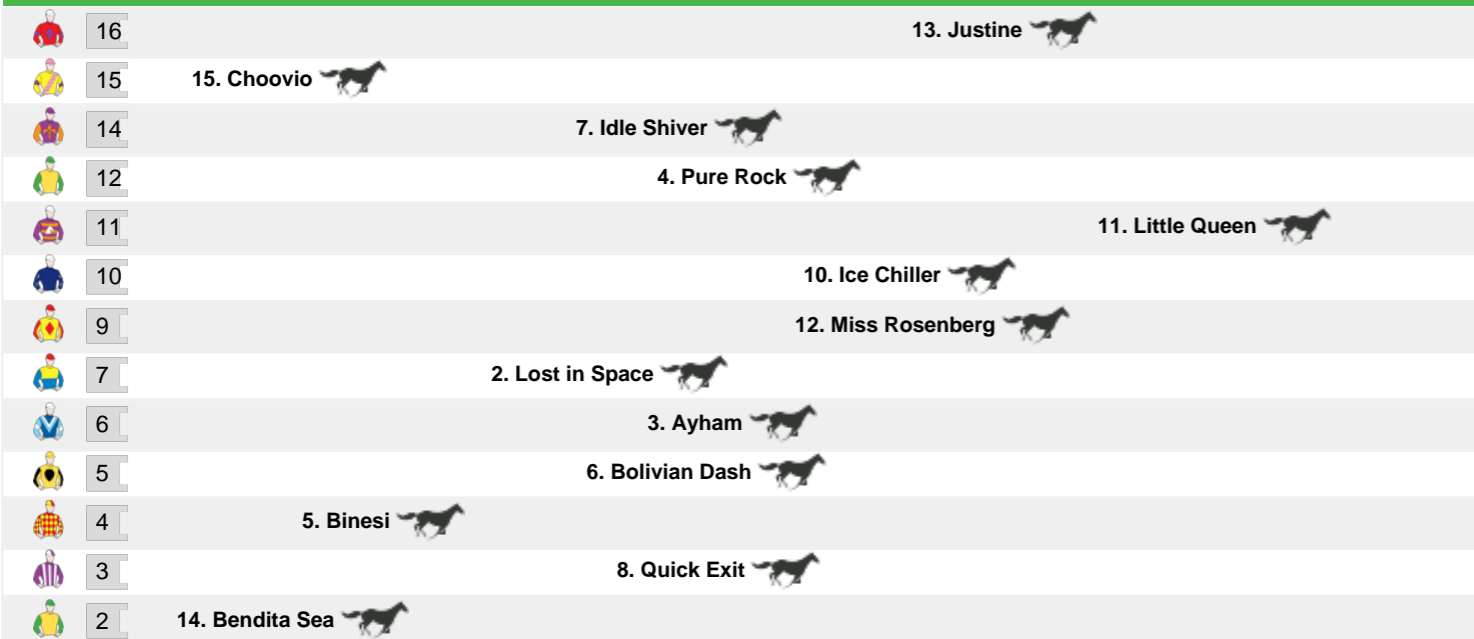 16 13. Justine
15 15. Choovio
14 7. Idle Shiver
12 4. Pure Rock
11 11. Little Queen
10 10. Ice Chiller
9 12. Miss Rosenberg
7 2. Lost in Space
6 3. Ayham
5 6. Bolivian Dash
4 5. Binesi
3 8. Quick Exit
2 14. Bendita Sea